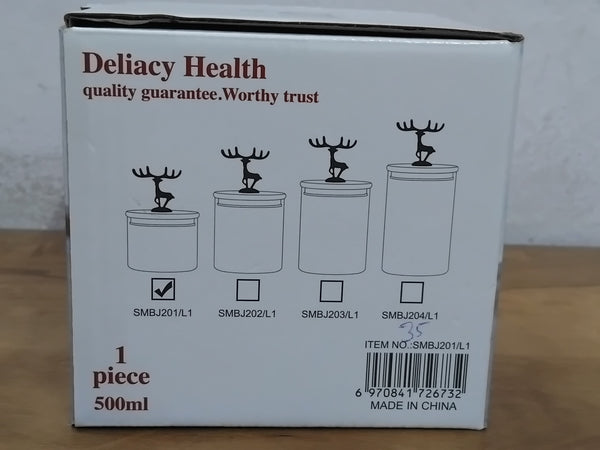 Deliacy Health
quality guarantee.Worthy trust
SMBJ201/L1 SMBJ202/L1 SMBJ203/L1 SMBJ204/L1
35
ITEM NO.:SMBJ201/L1
1
piece
500ml
6 970841 726732
MADE IN CHINA